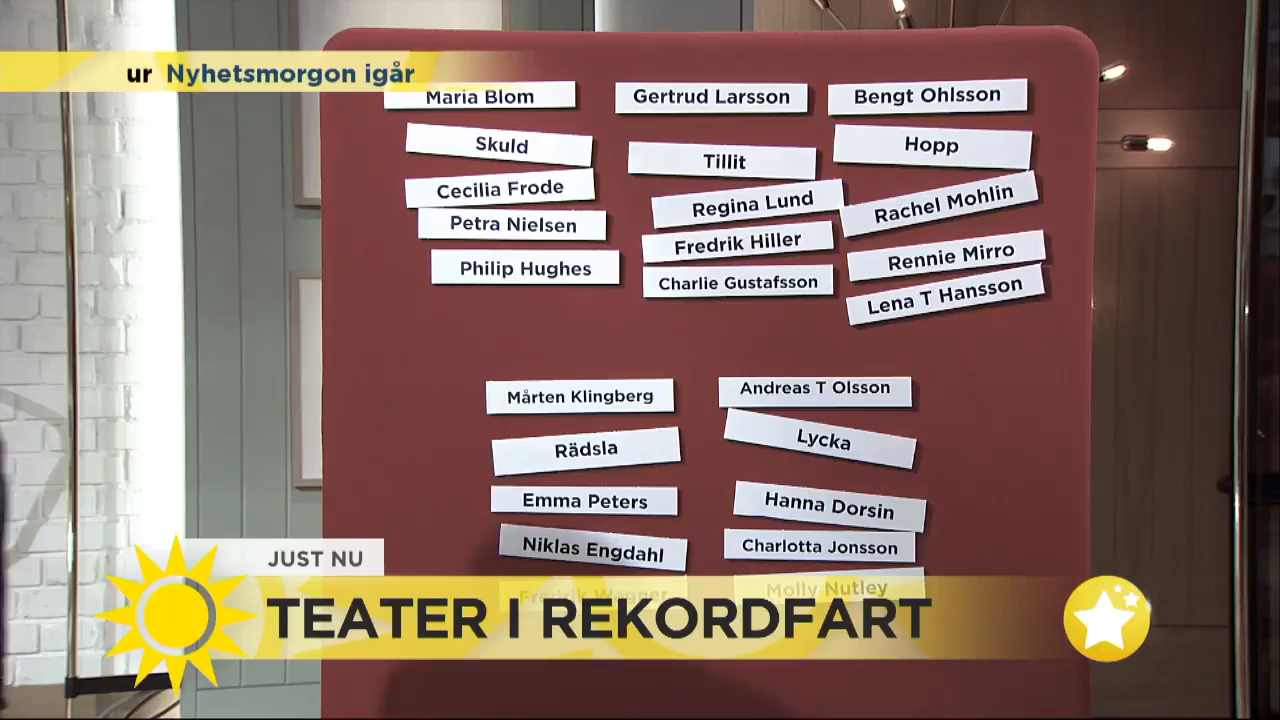 ur Nyhetsmorgon igår
Maria Blom
Skuld
Cecilia Frode
Petra Nielsen
Philip Hughes
Gertrud Larsson
Tillit
Regina Lund
Fredrik Hiller
Charlie Gustafsson
Bengt Ohlsson
Hopp
Rachel Mohlin
Rennie Mirro
Lena T Hansson
Mårten Klingberg
Rädsla
Emma Peters
Niklas Engdahl
Fredrik Wagner
Andreas T Olsson
Lycka
Hanna Dorsin
Charlotta Jonsson
Molly Nutley
JUST NU
TEATER I REKORDFART